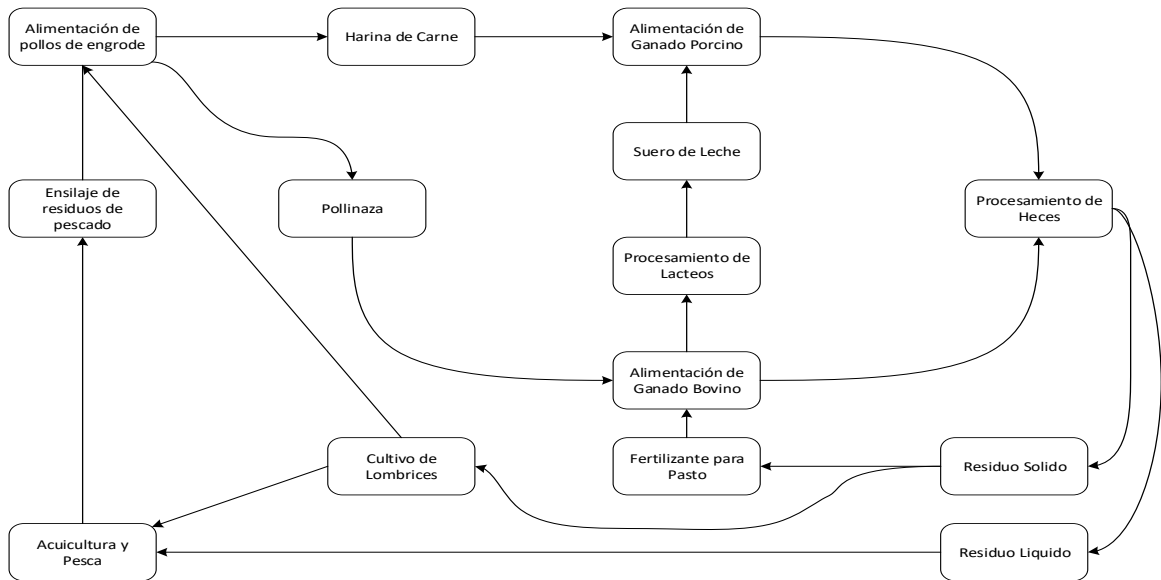 Alimentación de
pollos de engrode
Harina de Carne
Alimentación de
Ganado Porcino
Suero de Leche
Ensilaje de
residuos de
pescado
Pollinaza
Procesamiento de
Heces
Procesamiento de
Lacteos
Alimentación de
Ganado Bovino
Cultivo de
Lombrices
Fertilizante para
Pasto
Residuo Solido
Acuicultura y
Pesca
Residuo Liquido